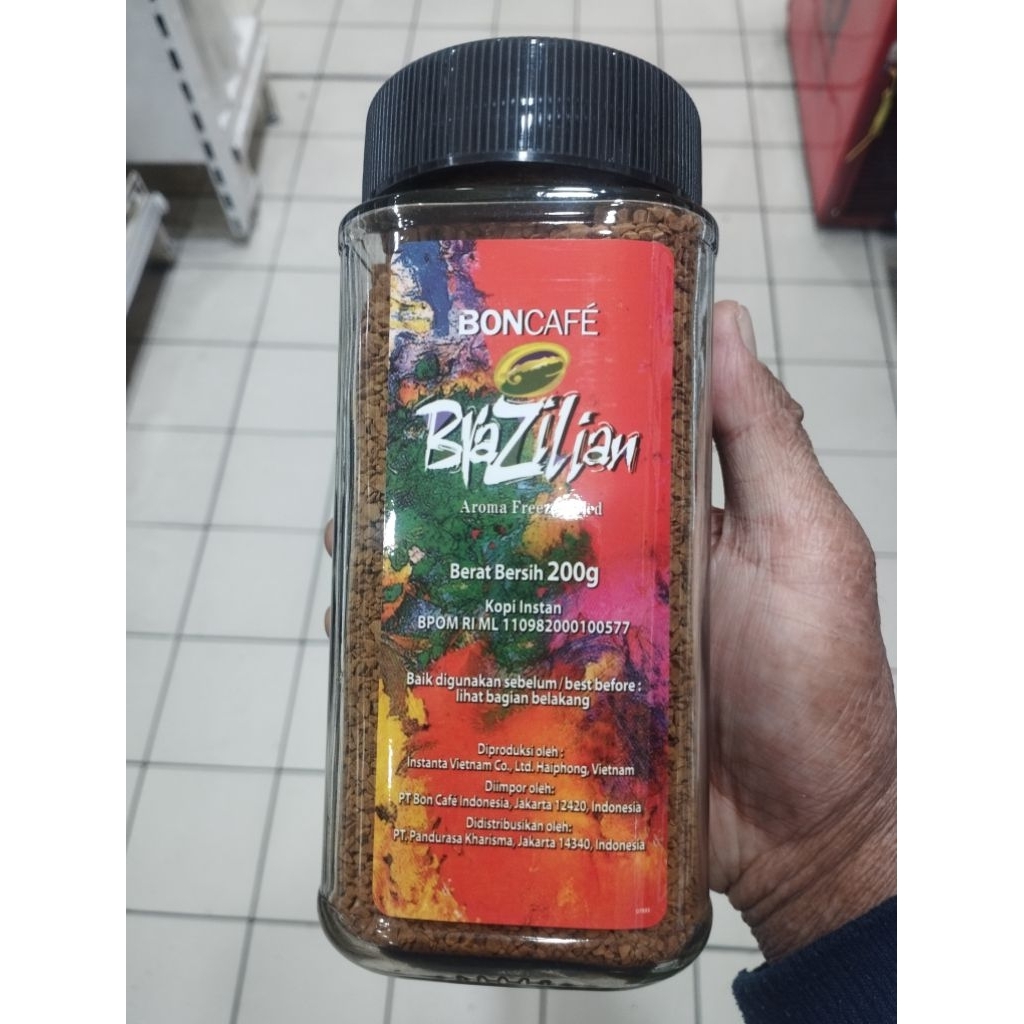 BONCAFÉ
Brazilian
Aroma
Berat Bersih 200g
Kopi Instan
BPOM RI ML 110982000100577
Baik digunakan sebelum / best before :
lihat bagian belakang
Diproduksi oleh :
Instanta Vietnam Co., Ltd. Haiphong, Vietnam
Diimpor oleh:
PT Bon Cafe Indonesia, Jakarta 12420, Indonesia
Didistribusikan oleh:
PT. Pandurasa Kharisma, Jakarta 14340, Indonesia